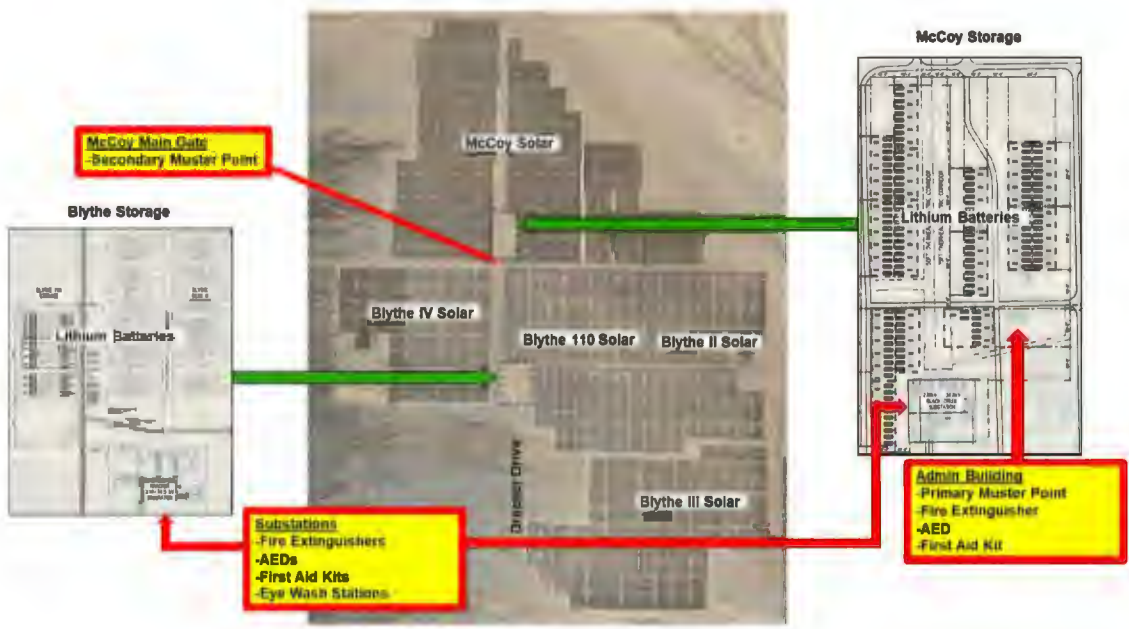 McCoy Storage
McCoy Solar
McCoy Main Gate
-Secondary Muster Point
Blythe Storage
Lithium Batteries
Lithium Batteries
Blythe IV Solar
Blythe 110 Solar
Blythe II Solar
Blythe III Solar
Substations
-Fire Extinguishers
-AEDs
-First Aid Kits
-Eye Wash Stations
Admin Building
-Primary Muster Point
-Fire Extinguisher
-AED
-First Aid Kit